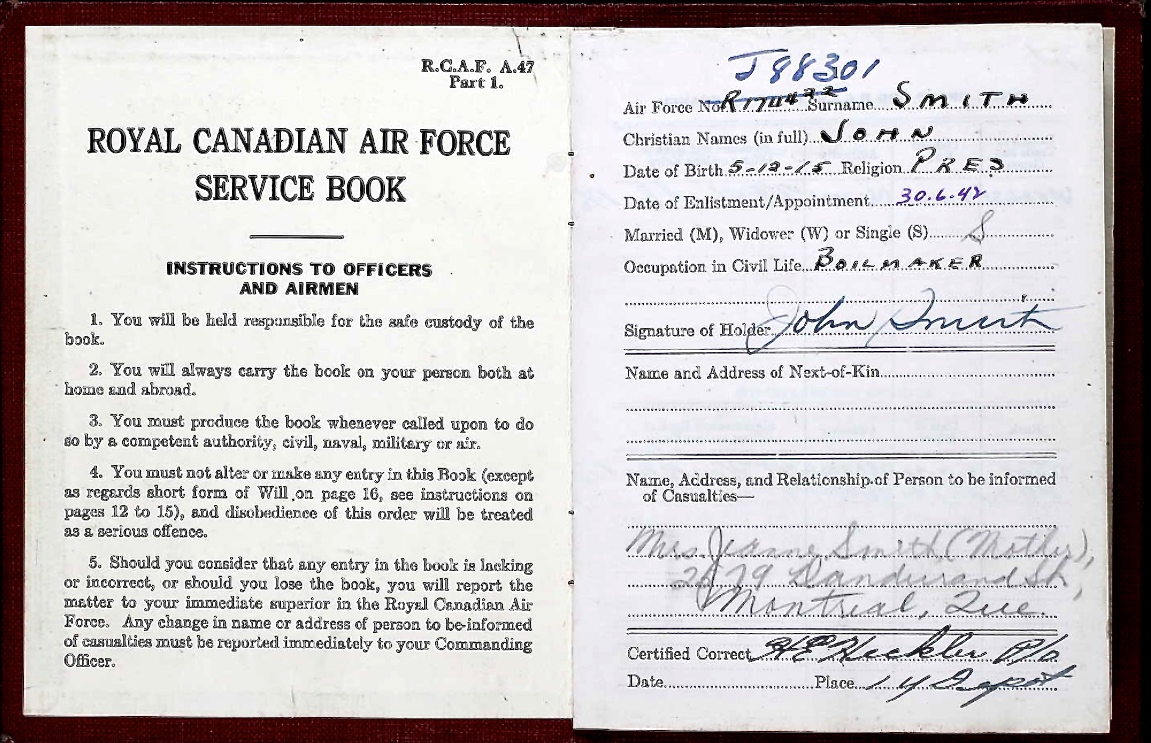 R.C.A.F. A.47
Part 1.
ROYAL CANADIAN AIR FORCE
SERVICE BOOK
INSTRUCTIONS TO OFFICERS
AND AIRMEN
1. You will be held responsible for the safe custody of the
book.
2. You will always carry the book on your person both at
home and abroad.
3. You must produce the book whenever called upon to do
so by a competent authority, civil, naval, military or air.
4. You must not alter or make any entry in this Book (except
as regards short form of Will on page 16, see instructions on
pages 12 to 15), and disobedience of this order will be treated
as a serious offence.
5. Should you consider that any entry in the book is lacking
or incorrect, or should you lose the book, you will report the
matter to your immediate superior in the Royal Canadian Air
Force. Any change in name or address of person to be informed
of casualties must be reported immediately to your Commanding
Officer.
J88301
Air Force No. Surname SMITH
Christian Names (in full) JOHN
Date of Birth 5-12-15 Religion PRES
Date of Enlistment/Appointment 30.6.42
Married (M), Widower (W) or Single (S) S
Occupation in Civil Life BOILMAKER
Signature of Holder John Smith
Name and Address of Next-of-Kin
Name, Address, and Relationship of Person to be informed
of Casualties—
Mrs. Jeanne Smith (Mother),
2679 Dandurand St,
Montreal, Que.
Certified Correct HE Heckler P/O
Date Place 14 Depot